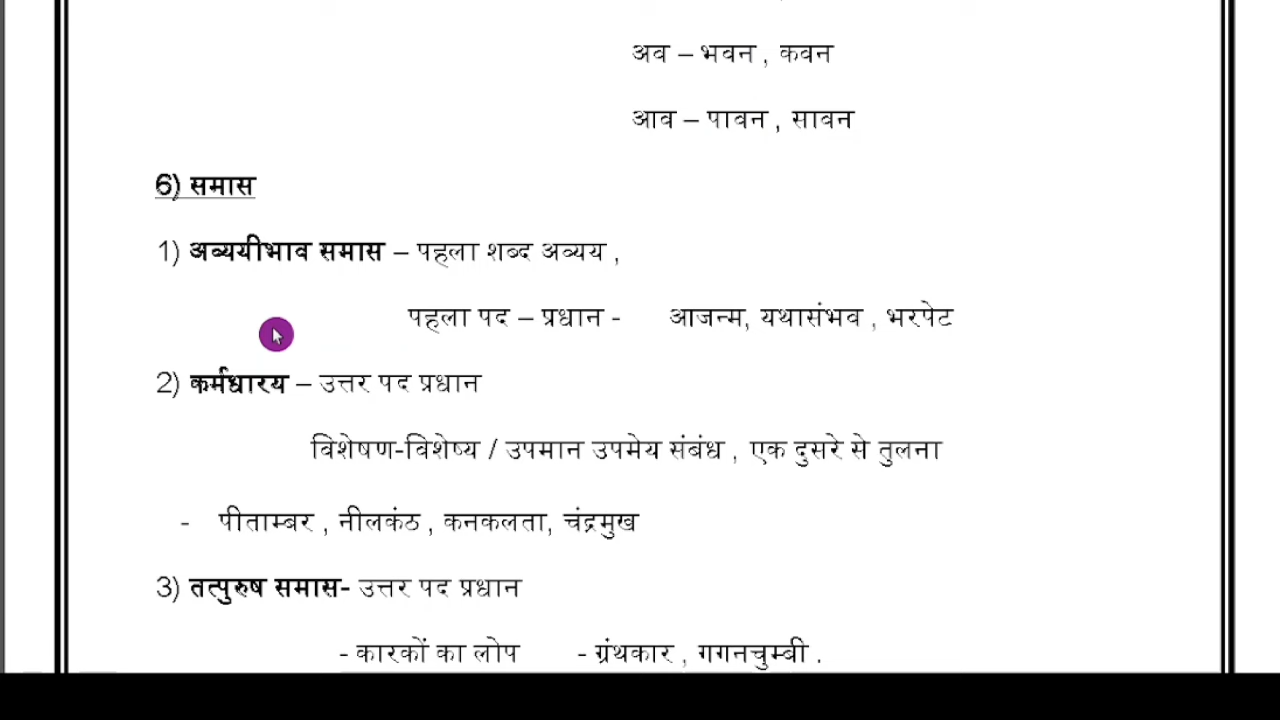 अव – भवन , कवन
आव – पावन , सावन
6) समास
1) अव्ययीभाव समास – पहला शब्द अव्यय ,
पहला पद – प्रधान - आजन्म, यथासंभव , भरपेट
2) कर्मधारय – उत्तर पद प्रधान
विशेषण-विशेष्य / उपमान उपमेय संबंध , एक दुसरे से तुलना
- पीताम्बर , नीलकंठ , कनकलता, चंद्रमुख
3) तत्पुरुष समास- उत्तर पद प्रधान
- कारकों का लोप - ग्रंथकार , गगनचुम्बी .